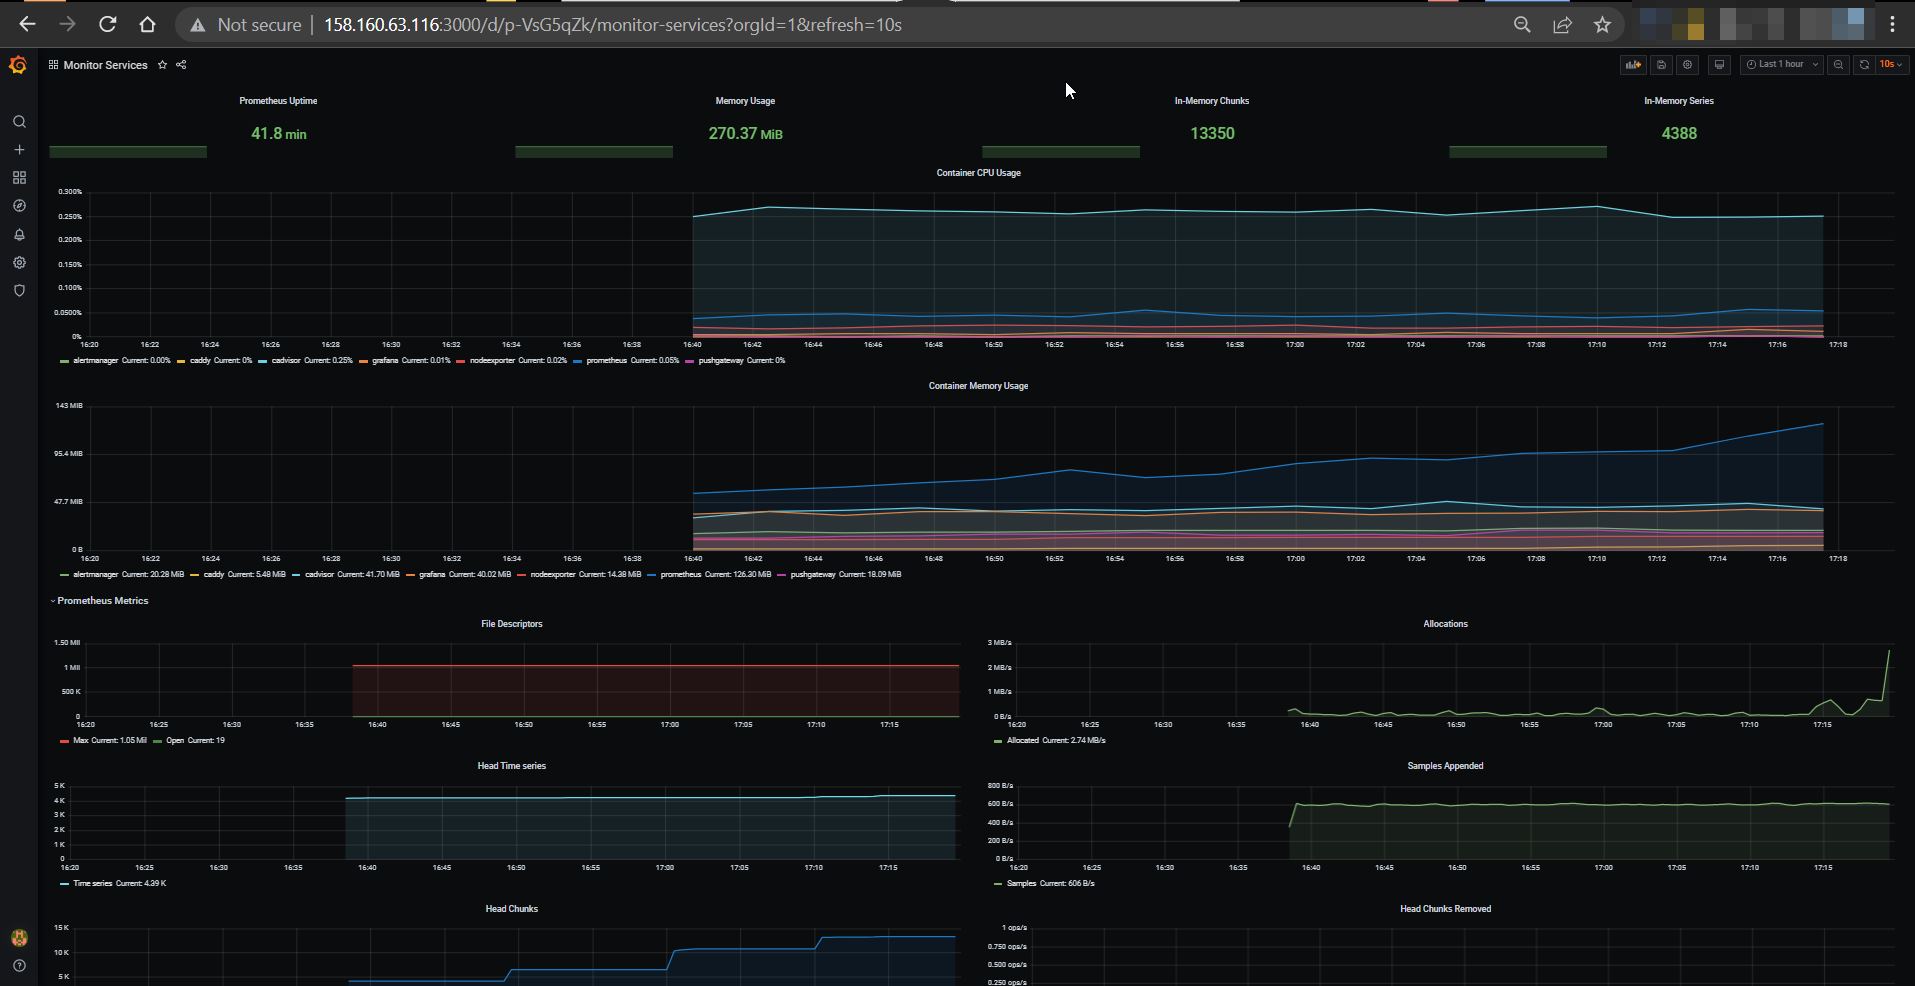 Not secure | 158.160.63.116:3000/d/p-VsG5qZk/monitor-services?orgId=1&refresh=10s
Monitor Services
Last 1 hour
10s
Prometheus Uptime
41.8 min
Memory Usage
270.37 MiB
In-Memory Chunks
13350
In-Memory Series
4388
Container CPU Usage
0.300%
0.250%
0.200%
0.150%
0.100%
0.0500%
0%
16:20 16:22 16:24 16:26 16:28 16:30 16:32 16:34 16:36 16:38 16:40 16:42 16:44 16:46 16:48 16:50 16:52 16:54 16:56 16:58 17:00 17:02 17:04 17:06 17:08 17:10 17:12 17:14 17:16 17:18
alertmanager Current: 0.00% caddy Current: 0% cadvisor Current: 0.25% grafana Current: 0.01% nodeexporter Current: 0.02% prometheus Current: 0.05% pushgateway Current: 0%
Container Memory Usage
143 MiB
95.4 MiB
47.7 MiB
0 B
16:20 16:22 16:24 16:26 16:28 16:30 16:32 16:34 16:36 16:38 16:40 16:42 16:44 16:46 16:48 16:50 16:52 16:54 16:56 16:58 17:00 17:02 17:04 17:06 17:08 17:10 17:12 17:14 17:16 17:18
alertmanager Current: 20.28 MiB caddy Current: 5.48 MiB cadvisor Current: 41.70 MiB grafana Current: 40.02 MiB nodeexporter Current: 14.38 MiB prometheus Current: 126.30 MiB pushgateway Current: 18.09 MiB
Prometheus Metrics
File Descriptors
1.50 Mil
1 Mil
500 K
0
16:20 16:25 16:30 16:35 16:40 16:45 16:50 16:55 17:00 17:05 17:10 17:15
Max Current: 1.05 Mil Open Current: 19
Allocations
3 MB/s
2 MB/s
1 MB/s
0 B/s
16:20 16:25 16:30 16:35 16:40 16:45 16:50 16:55 17:00 17:05 17:10 17:15
Allocated Current: 2.74 MB/s
Head Time series
5 K
4 K
3 K
2 K
1 K
0
16:20 16:25 16:30 16:35 16:40 16:45 16:50 16:55 17:00 17:05 17:10 17:15
Time series Current: 4.39 K
Samples Appended
800 B/s
600 B/s
400 B/s
200 B/s
0 B/s
16:20 16:25 16:30 16:35 16:40 16:45 16:50 16:55 17:00 17:05 17:10 17:15
Samples Current: 606 B/s
Head Chunks
15 K
10 K
5 K
Head Chunks Removed
1 ops/s
0.750 ops/s
0.500 ops/s
0.250 ops/s